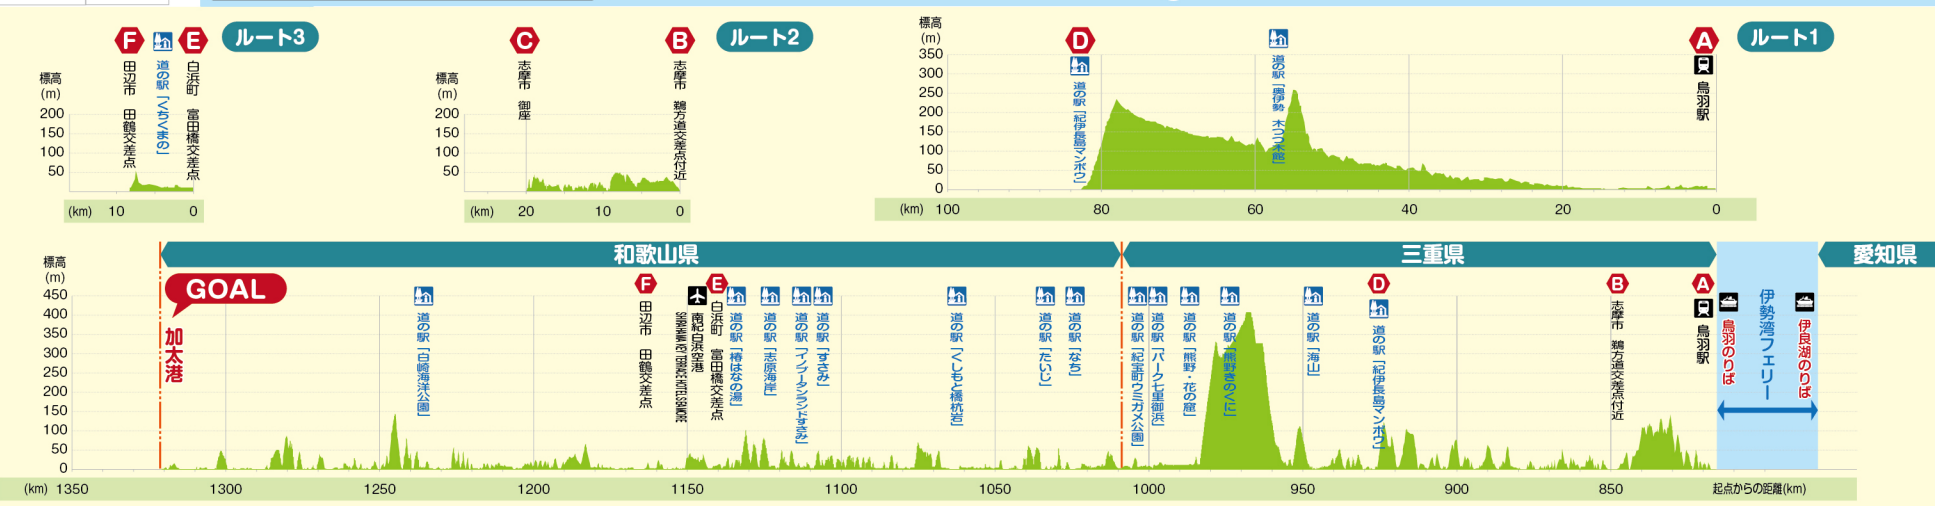 ルート3
F
E
標高
(m)
200
150
100
50
田辺市 田鶴交差点
道の駅「くちくまの」
白浜町 富田橋交差点
(km) 10 0
ルート2
C
B
標高
(m)
200
150
100
50
志摩市 御座
志摩市 鵜方道交差点付近
(km) 20 10 0
ルート1
標高
(m)
350
300
250
200
150
100
50
0
D
道の駅「紀伊長島マンボウ」
道の駅「奥伊勢 木つつ木館」
A
鳥羽駅
(km) 100 80 60 40 20 0
和歌山県
三重県
愛知県
標高
(m)
450
400
350
300
250
200
150
100
50
0
GOAL
加太港
道の駅「白崎海洋公園」
F
田辺市 田鶴交差点
南紀白浜空港
E
白浜町 富田橋交差点
道の駅「椿はなの湯」
道の駅「志原海岸」
道の駅「イノブータンランドすさみ」
道の駅「すさみ」
道の駅「くしもと橋杭岩」
道の駅「たいじ」
道の駅「なち」
道の駅「紀宝町ウミガメ公園」
道の駅「パーク七里御浜」
道の駅「熊野・花の窟」
道の駅「熊野きのくに」
道の駅「海山」
D
道の駅「紀伊長島マンボウ」
B
志摩市 鵜方道交差点付近
A
鳥羽駅
鳥羽のりば
伊勢湾フェリー
伊良湖のりば
(km) 1350 1300 1250 1200 1150 1100 1050 1000 950 900 850 起点からの距離(km)